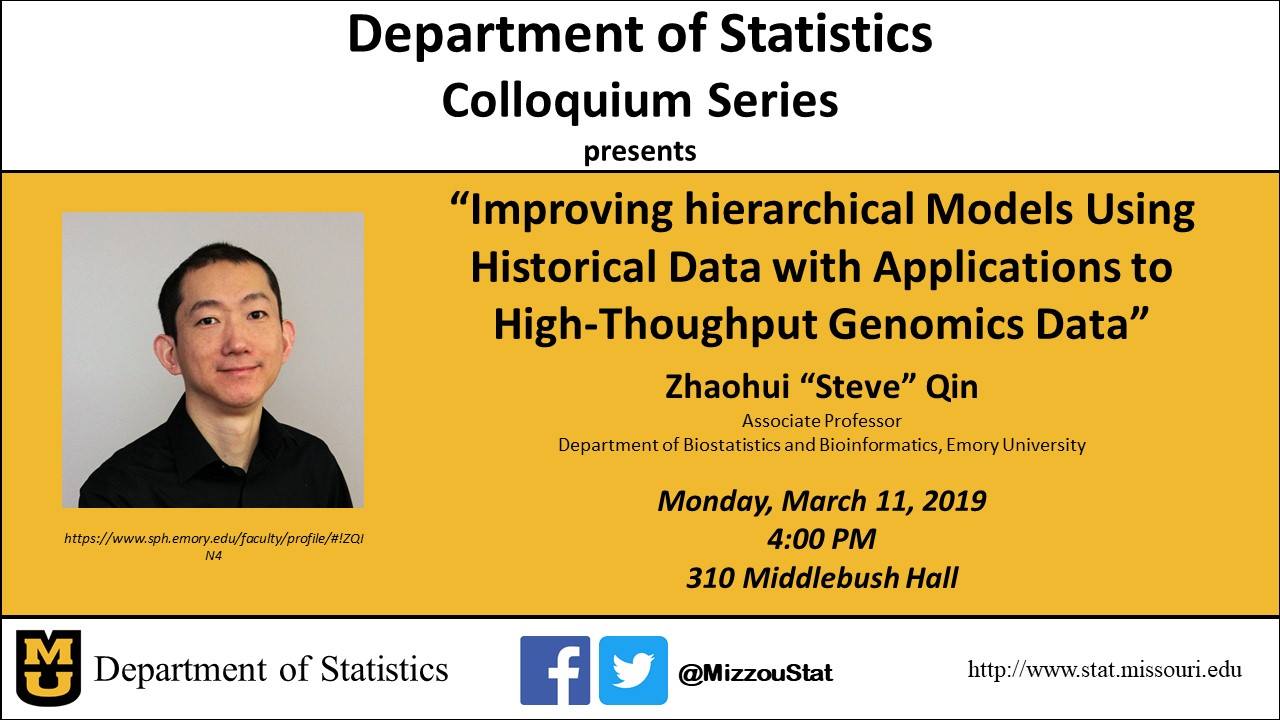 Department of Statistics
Colloquium Series
presents
“Improving hierarchical Models Using
Historical Data with Applications to
High-Thoughput Genomics Data”
Zhaohui “Steve” Qin
Associate Professor
Department of Biostatistics and Bioinformatics, Emory University
Monday, March 11, 2019
4:00 PM
310 Middlebush Hall
https://www.sph.emory.edu/faculty/profile/#!ZQI
N4
MU
Department of Statistics
@MizzouStat
http://www.stat.missouri.edu